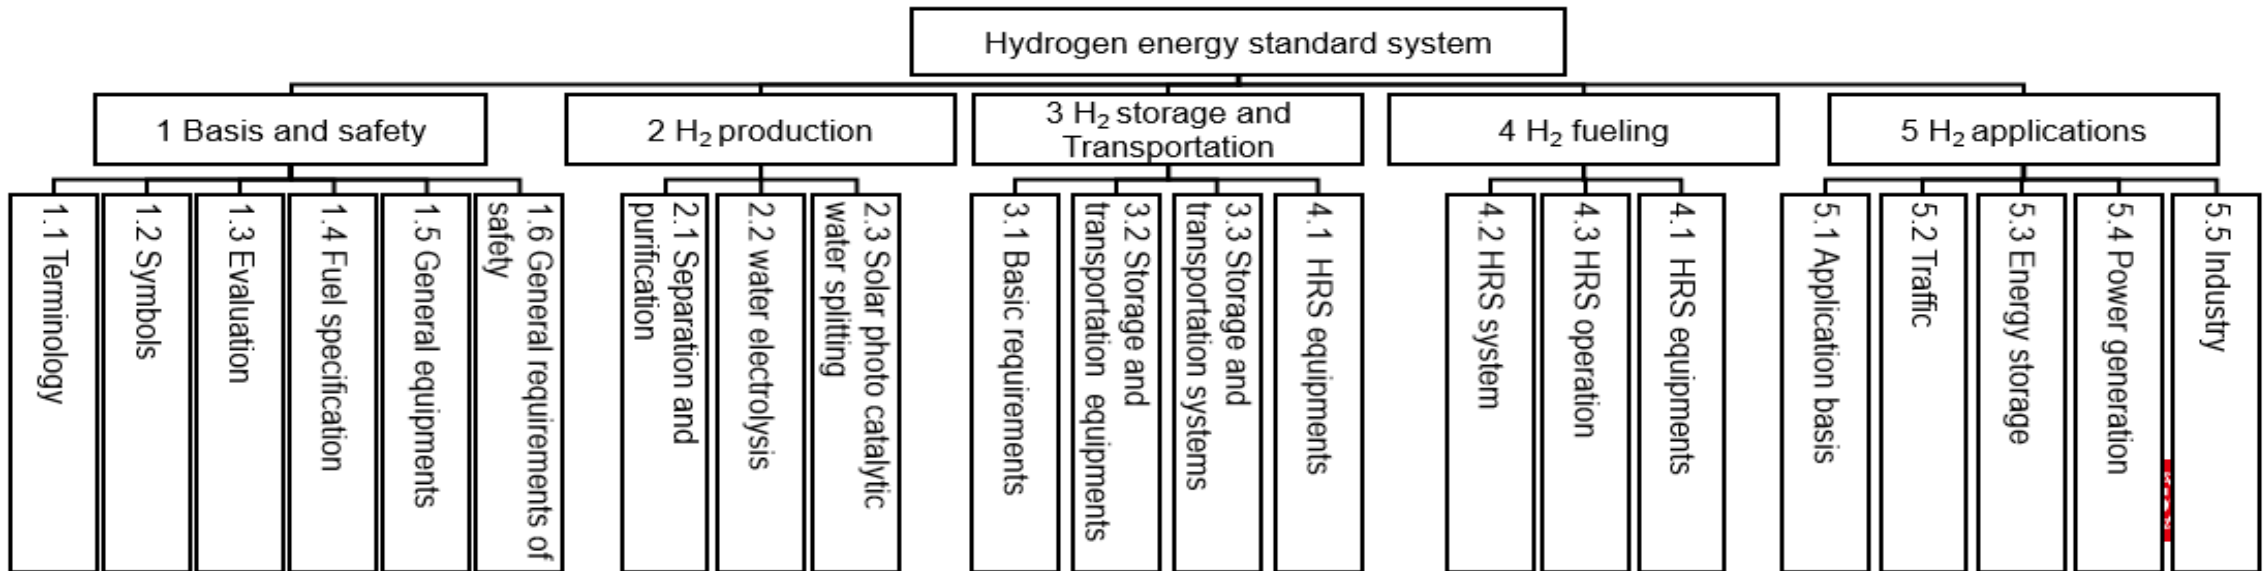 Hydrogen energy standard system
1 Basis and safety
2 H₂ production
3 H₂ storage and
Transportation
4 H₂ fueling
5 H₂ applications
1.1 Terminology
1.2 Symbols
1.3 Evaluation
1.4 Fuel specification
1.5 General equipments
1.6 General requirements of
safety
2.1 Separation and
purification
2.2 water electrolysis
2.3 Solar photo catalytic
water splitting
3.1 Basic requirements
3.2 Storage and
transportation equipments
3.3 Storage and
transportation systems
4.1 HRS equipments
4.2 HRS system
4.3 HRS operation
4.1 HRS equipments
5.1 Application basis
5.2 Traffic
5.3 Energy storage
5.4 Power generation
5.5 Industry